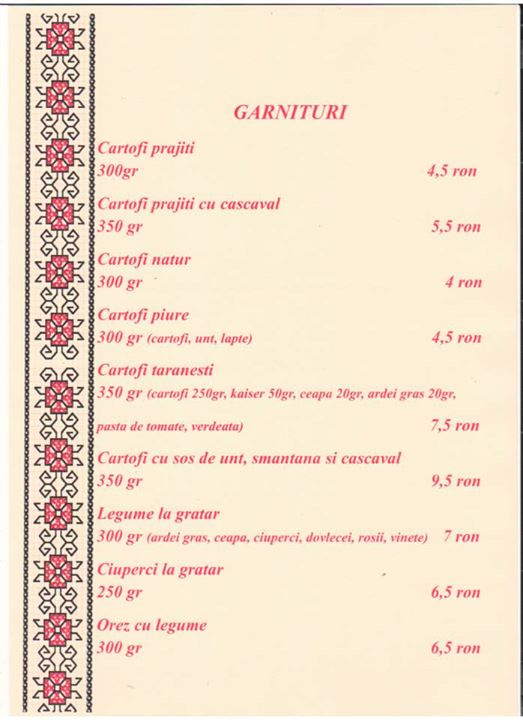 GARNITURI
Cartofi prajiti
300gr 4,5 ron
Cartofi prajiti cu cascaval
350 gr 5,5 ron
Cartofi natur
300 gr 4 ron
Cartofi piure
300 gr (cartofi, unt, lapte) 4,5 ron
Cartofi taranesti
350 gr (cartofi 250gr, kaiser 50gr, ceapa 20gr, ardei gras 20gr,
pasta de tomate, verdeata) 7,5 ron
Cartofi cu sos de unt, smantana si cascaval
350 gr 9,5 ron
Legume la gratar
300 gr (ardei gras, ceapa, ciuperci, dovlecei, rosii, vinete) 7 ron
Ciuperci la gratar
250 gr 6,5 ron
Orez cu legume
300 gr 6,5 ron